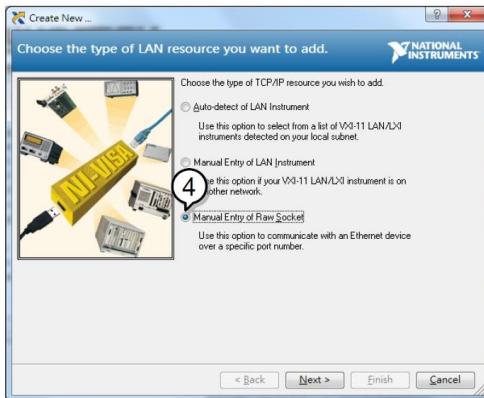 Create New ...
Choose the type of LAN resource you want to add.
NATIONAL
INSTRUMENTS
Choose the type of TCP/IP resource you wish to add.
Auto-detect of LAN Instrument
Use this option to select from a list of VXI-11 LAN/LXI
instruments detected on your local subnet.
Manual Entry of LAN Instrument
this option if your VXI-11 LAN/LXI instrument is on
network.
4
Manual Entry of Raw Socket
Use this option to communicate with an Ethernet device
over a specific port number.
NI-VISA
< Back
Next >
Finish
Cancel